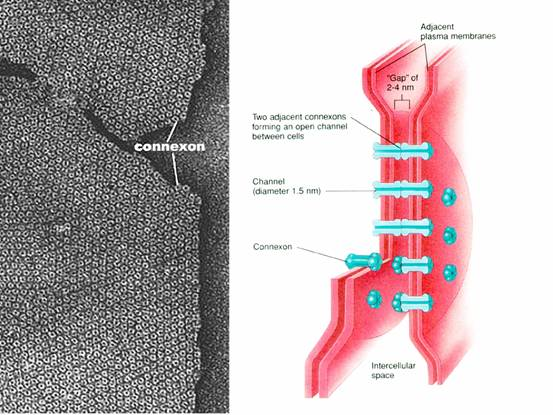 connexon
Adjacent
plasma membranes
"Gap" of
2-4 nm
Two adjacent connexons
forming an open channel
between cells
Channel
(diameter 1.5 nm)
Connexon
Intercellular
space